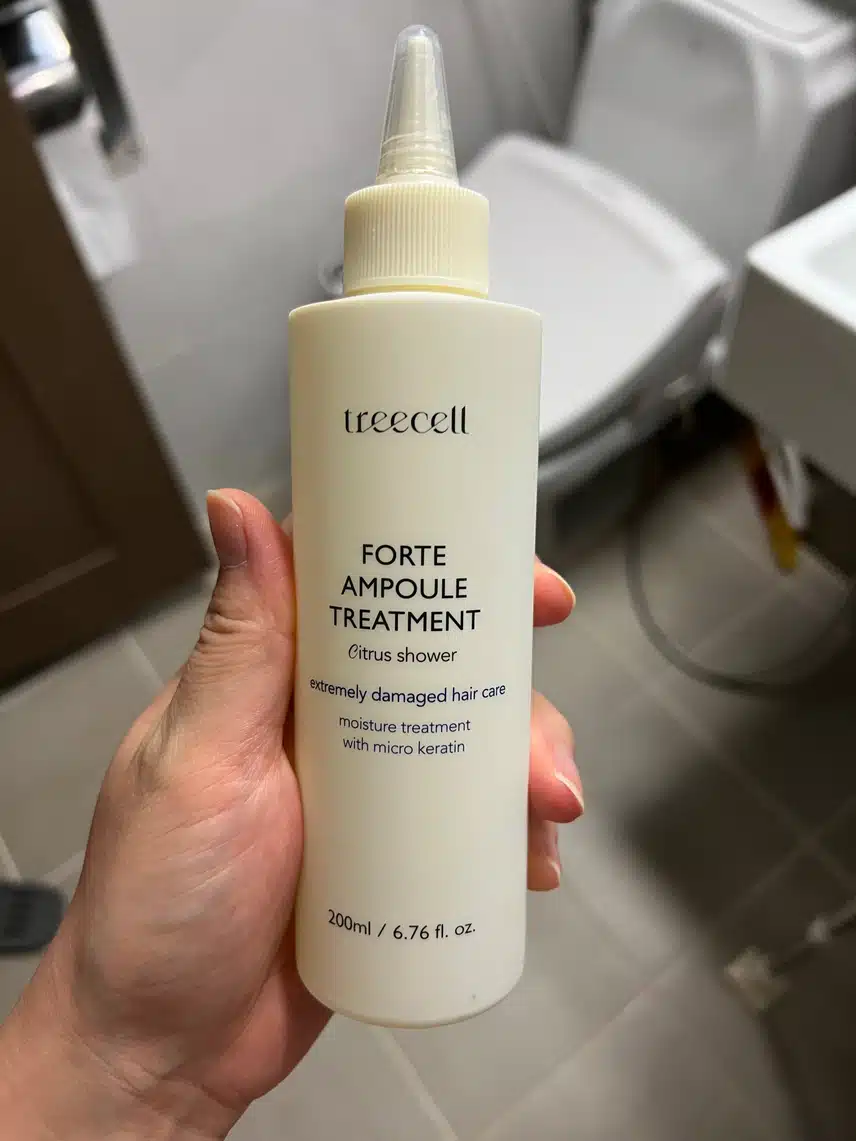 treecell
FORTE
AMPOULE
TREATMENT
Citrus shower
extremely damaged hair care
moisture treatment
with micro keratin
200ml / 6.76 fl. oz.